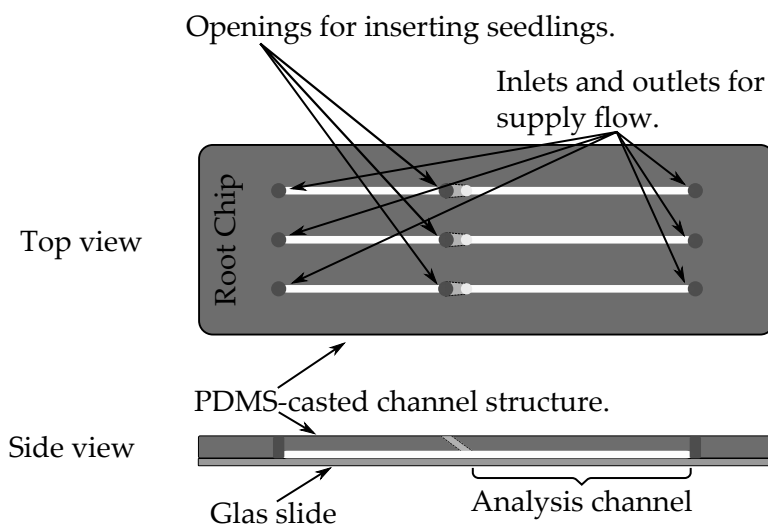 Openings for inserting seedlings.
Inlets and outlets for
supply flow.
Root Chip
Top view
PDMS-casted channel structure.
Side view
Analysis channel
Glas slide